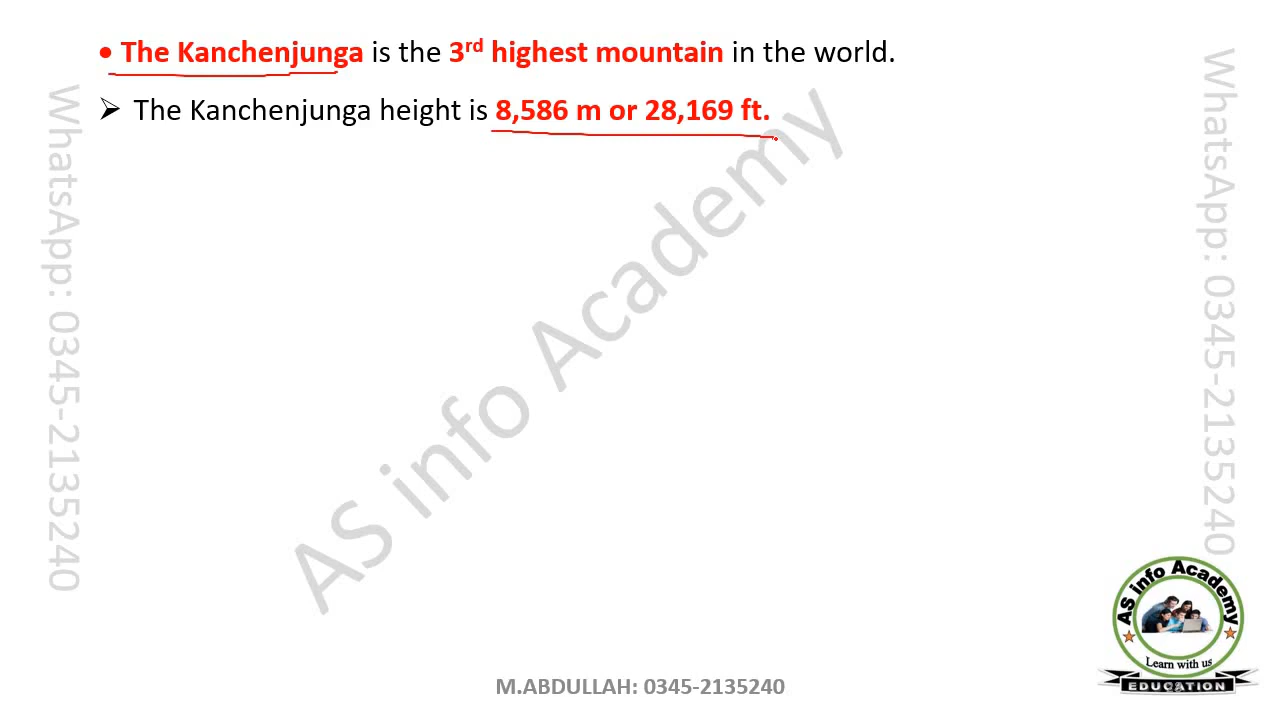 • The Kanchenjunga is the 3rd highest mountain in the world.
➢ The Kanchenjunga height is 8,586 m or 28,169 ft.
WhatsApp: 0345-2135240
AS info Academy
WhatsApp: 0345-2135240
AS info Academy
Learn with us
EDUCATION
M.ABDULLAH: 0345-2135240